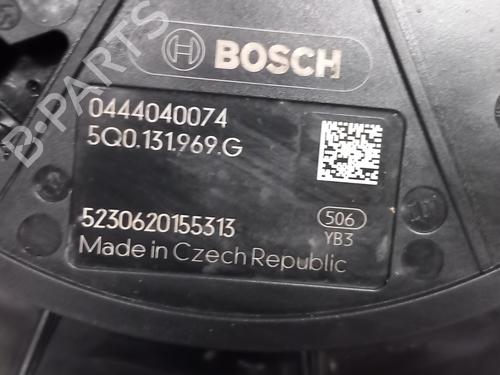 BOSCH
0444040074
5Q0.131.969.G
5230620155313
506
YB3
Made in Czech Republic
B-PARTS